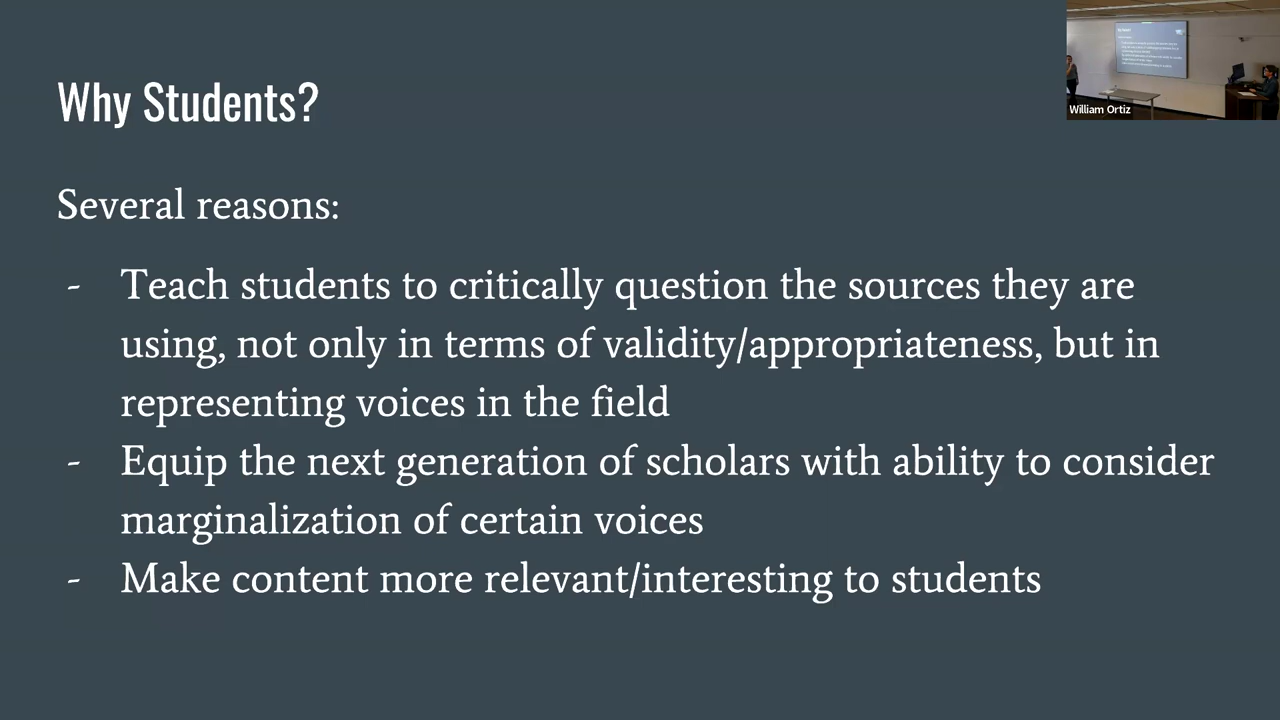 Why Students?
William Ortiz
Several reasons:
- Teach students to critically question the sources they are
using, not only in terms of validity/appropriateness, but in
representing voices in the field
- Equip the next generation of scholars with ability to consider
marginalization of certain voices
- Make content more relevant/interesting to students